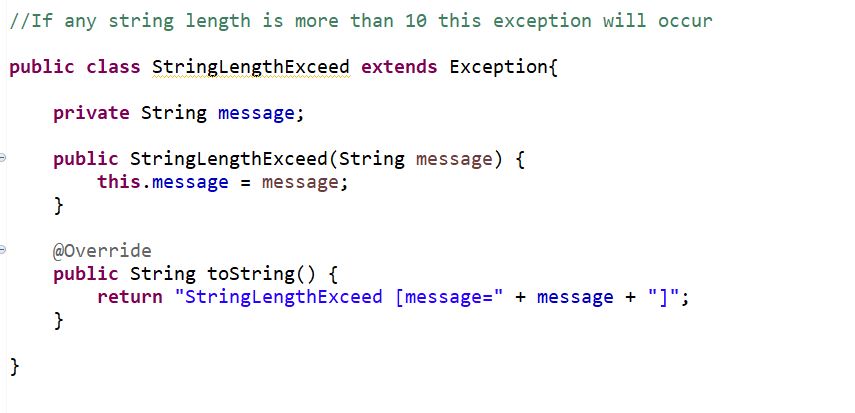 //If any string length is more than 10 this exception will occur
public class StringLengthExceed extends Exception{
private String message;
public StringLengthExceed(String message) {
this.message = message;
}
@Override
public String toString() {
return "StringLengthExceed [message=" + message + "]";
}
}